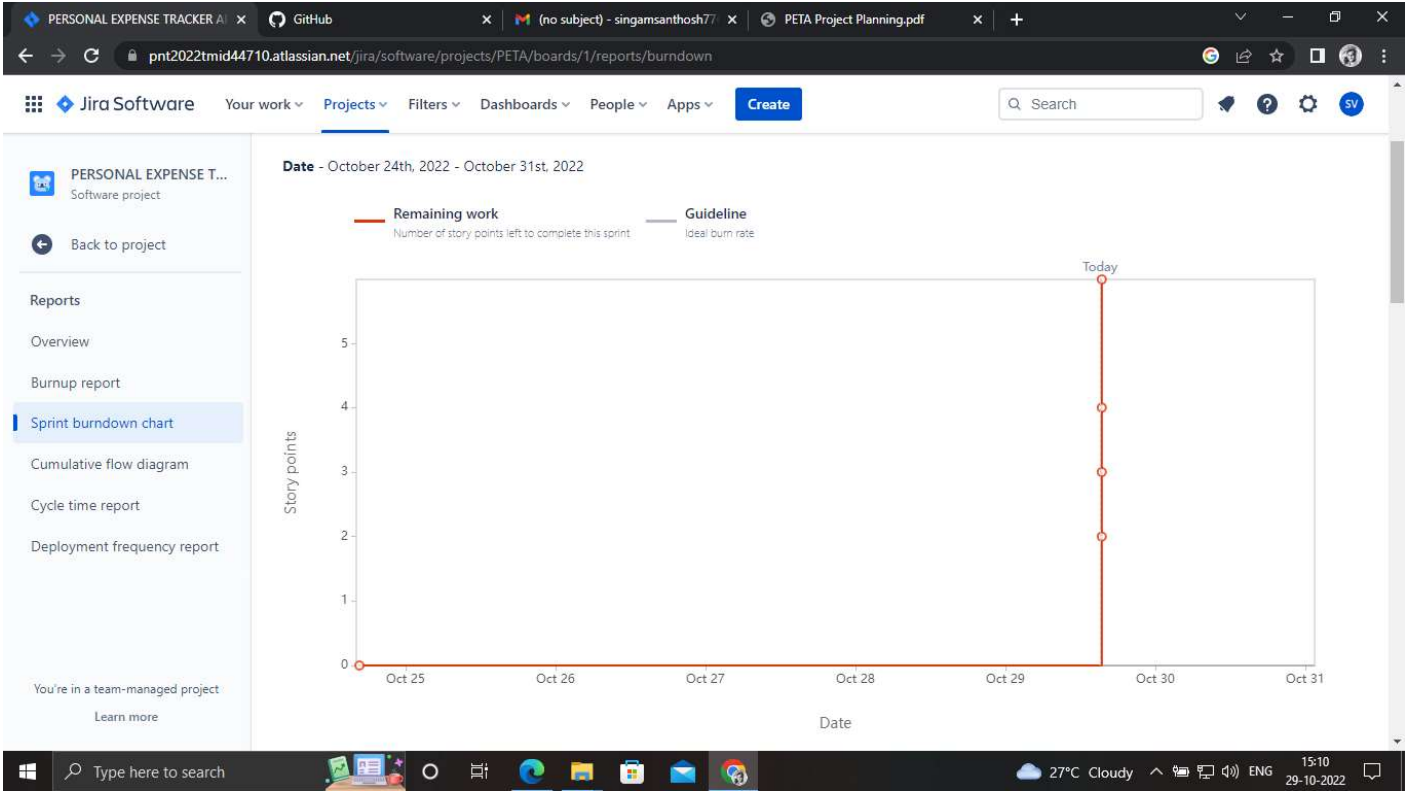 PERSONAL EXPENSE TRACKER A
GitHub
(no subject) - singamsanthosh77
PETA Project Planning.pdf
pnt2022tmid44710.atlassian.net/jira/software/projects/PETA/boards/1/reports/burndown
Jira Software
Your work
Projects
Filters
Dashboards
People
Apps
Create
Search
SV
PERSONAL EXPENSE T...
Software project
Back to project
Reports
Overview
Burnup report
Sprint burndown chart
Cumulative flow diagram
Cycle time report
Deployment frequency report
You're in a team-managed project
Learn more
Date - October 24th, 2022 - October 31st, 2022
Remaining work
Number of story points left to complete this sprint
Guideline
Ideal burn rate
Today
Story points
5
4
3
2
1
0
Oct 25 Oct 26 Oct 27 Oct 28 Oct 29 Oct 30 Oct 31
Date
Type here to search
27°C Cloudy
ENG
15:10
29-10-2022